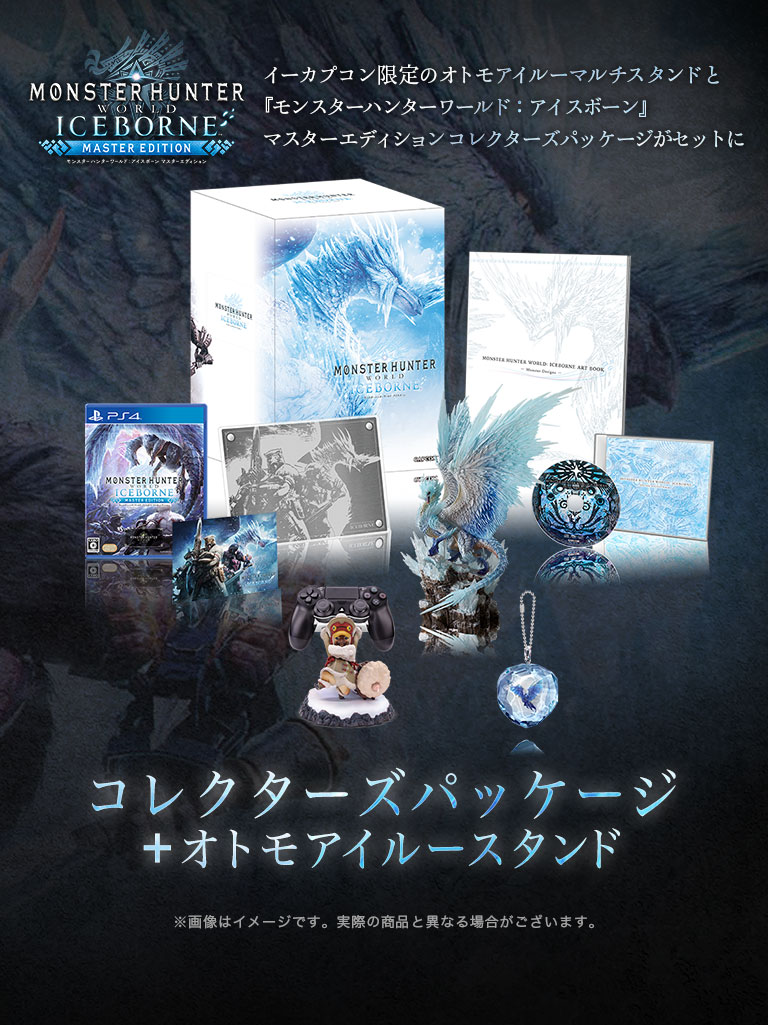 MONSTER HUNTER
WORLD
ICEBORNE
MASTER EDITION
モンスターハンターワールド：アイスボーン マスターエディション
イーカプコン限定のオトモアイルーマルチスタンドと
『モンスターハンターワールド：アイスボーン』
マスターエディションコレクターズパッケージがセットに
MONSTER HUNTER
WORLD
ICEBORNE
MONSTER HUNTER
WORLD
ICEBORNE
MONSTER HUNTER WORLD: ICEBORNE ART BOOK
PS4
MONSTER HUNTER
WORLD
ICEBORNE
MASTER EDITION
コレクターズパッケージ
＋オトモアイルースタンド
※画像はイメージです。実際の商品と異なる場合がございます。